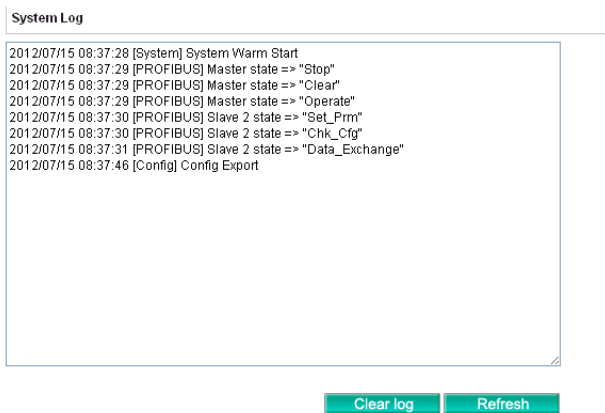 System Log
2012/07/15 08:37:28 [System] System Warm Start
2012/07/15 08:37:29 [PROFIBUS] Master state => "Stop"
2012/07/15 08:37:29 [PROFIBUS] Master state => "Clear"
2012/07/15 08:37:29 [PROFIBUS] Master state => "Operate"
2012/07/15 08:37:30 [PROFIBUS] Slave 2 state => "Set_Prm"
2012/07/15 08:37:30 [PROFIBUS] Slave 2 state => "Chk_Cfg"
2012/07/15 08:37:31 [PROFIBUS] Slave 2 state => "Data_Exchange"
2012/07/15 08:37:46 [Config] Config Export
Clear log Refresh